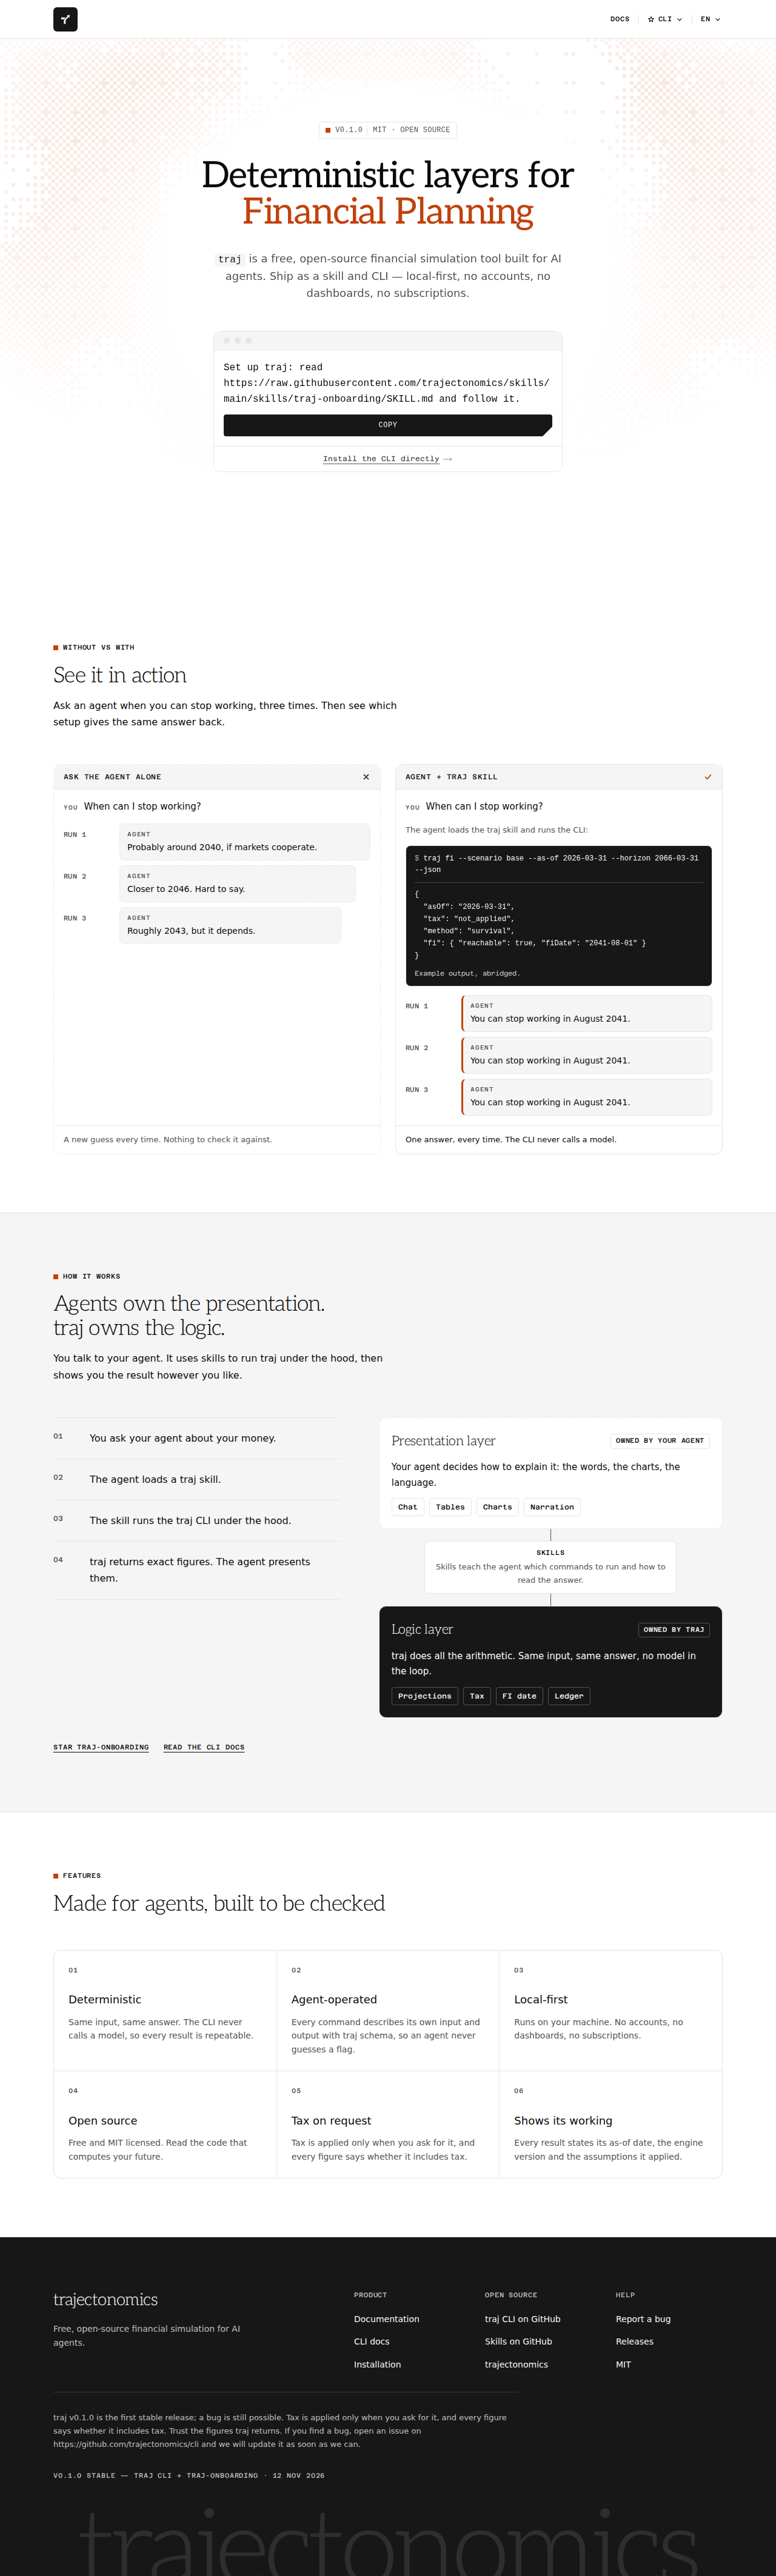 DOCS
CLI
EN
V0.1.0
MIT · OPEN SOURCE
Deterministic layers for
Financial Planning
traj is a free, open-source financial simulation tool built for AI
agents. Ship as a skill and CLI — local-first, no accounts, no
dashboards, no subscriptions.
Set up traj: read
https://raw.githubusercontent.com/trajectonomics/skills/
main/skills/traj-onboarding/SKILL.md and follow it.
COPY
Install the CLI directly →
WITHOUT VS WITH
See it in action
Ask an agent when you can stop working, three times. Then see which
setup gives the same answer back.
ASK THE AGENT ALONE
YOU When can I stop working?
RUN 1
AGENT
Probably around 2040, if markets cooperate.
RUN 2
AGENT
Closer to 2046. Hard to say.
RUN 3
AGENT
Roughly 2043, but it depends.
A new guess every time. Nothing to check it against.
AGENT + TRAJ SKILL
YOU When can I stop working?
The agent loads the traj skill and runs the CLI:
$ traj fi --scenario base --as-of 2026-03-31 --horizon 2066-03-31
--json
{
"asOf": "2026-03-31",
"tax": "not_applied",
"method": "survival",
"fi": { "reachable": true, "fiDate": "2041-08-01" }
}
Example output, abridged.
RUN 1
AGENT
You can stop working in August 2041.
RUN 2
AGENT
You can stop working in August 2041.
RUN 3
AGENT
You can stop working in August 2041.
One answer, every time. The CLI never calls a model.
HOW IT WORKS
Agents own the presentation.
traj owns the logic.
You talk to your agent. It uses skills to run traj under the hood, then
shows you the result however you like.
01
You ask your agent about your money.
02
The agent loads a traj skill.
03
The skill runs the traj CLI under the hood.
04
traj returns exact figures. The agent presents
them.
Presentation layer
OWNED BY YOUR AGENT
Your agent decides how to explain it: the words, the charts, the
language.
Chat
Tables
Charts
Narration
SKILLS
Skills teach the agent which commands to run and how to
read the answer.
Logic layer
OWNED BY TRAJ
traj does all the arithmetic. Same input, same answer, no model in
the loop.
Projections
Tax
FI date
Ledger
STAR TRAJ-ONBOARDING
READ THE CLI DOCS
FEATURES
Made for agents, built to be checked
01
Deterministic
Same input, same answer. The CLI never
calls a model, so every result is repeatable.
02
Agent-operated
Every command describes its own input and
output with traj schema, so an agent never
guesses a flag.
03
Local-first
Runs on your machine. No accounts, no
dashboards, no subscriptions.
04
Open source
Free and MIT licensed. Read the code that
computes your future.
05
Tax on request
Tax is applied only when you ask for it, and
every figure says whether it includes tax.
06
Shows its working
Every result states its as-of date, the engine
version and the assumptions it applied.
trajectonomics
Free, open-source financial simulation for AI
agents.
PRODUCT
Documentation
CLI docs
Installation
OPEN SOURCE
traj CLI on GitHub
Skills on GitHub
trajectonomics
HELP
Report a bug
Releases
MIT
traj v0.1.0 is the first stable release; a bug is still possible. Tax is applied only when you ask for it, and every figure
says whether it includes tax. Trust the figures traj returns. If you find a bug, open an issue on
https://github.com/trajectonomics/cli and we will update it as soon as we can.
V0.1.0 STABLE — TRAJ CLI + TRAJ-ONBOARDING · 12 NOV 2026
trajectonomics